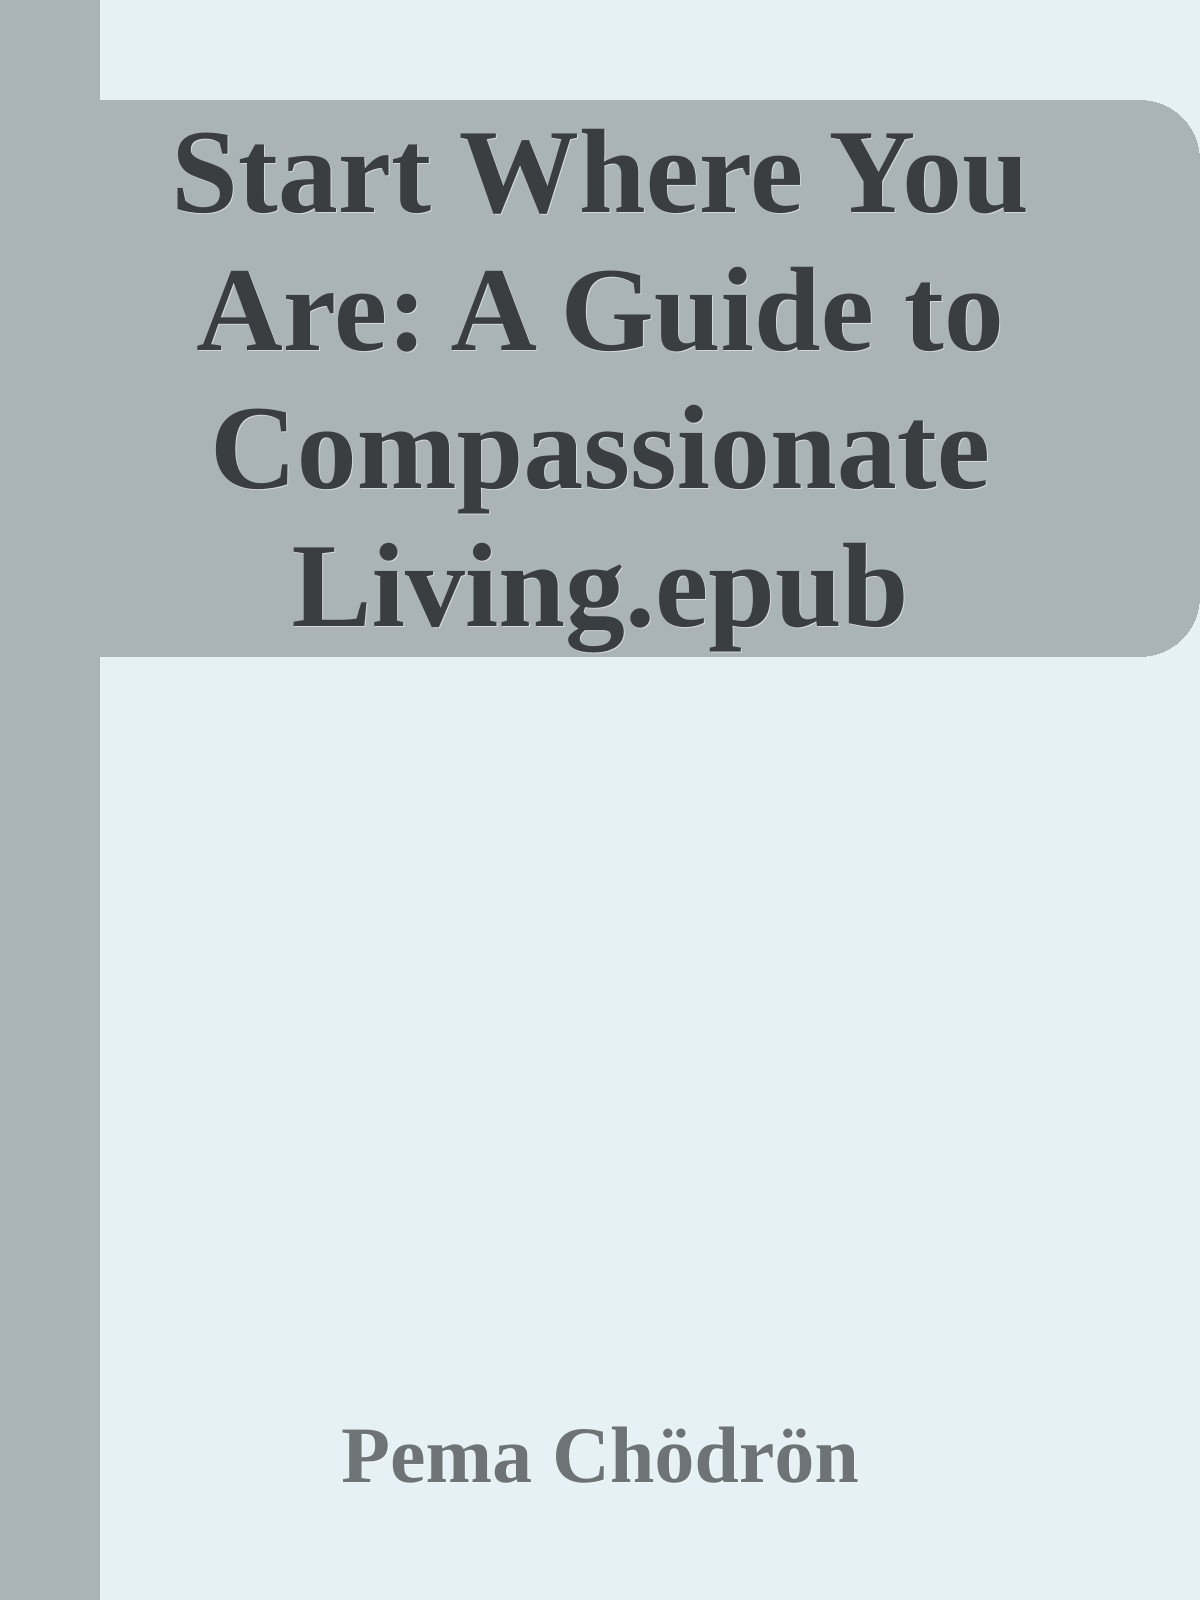 Start Where You
Are: A Guide to
Compassionate
Living.epub
Pema Chödrön